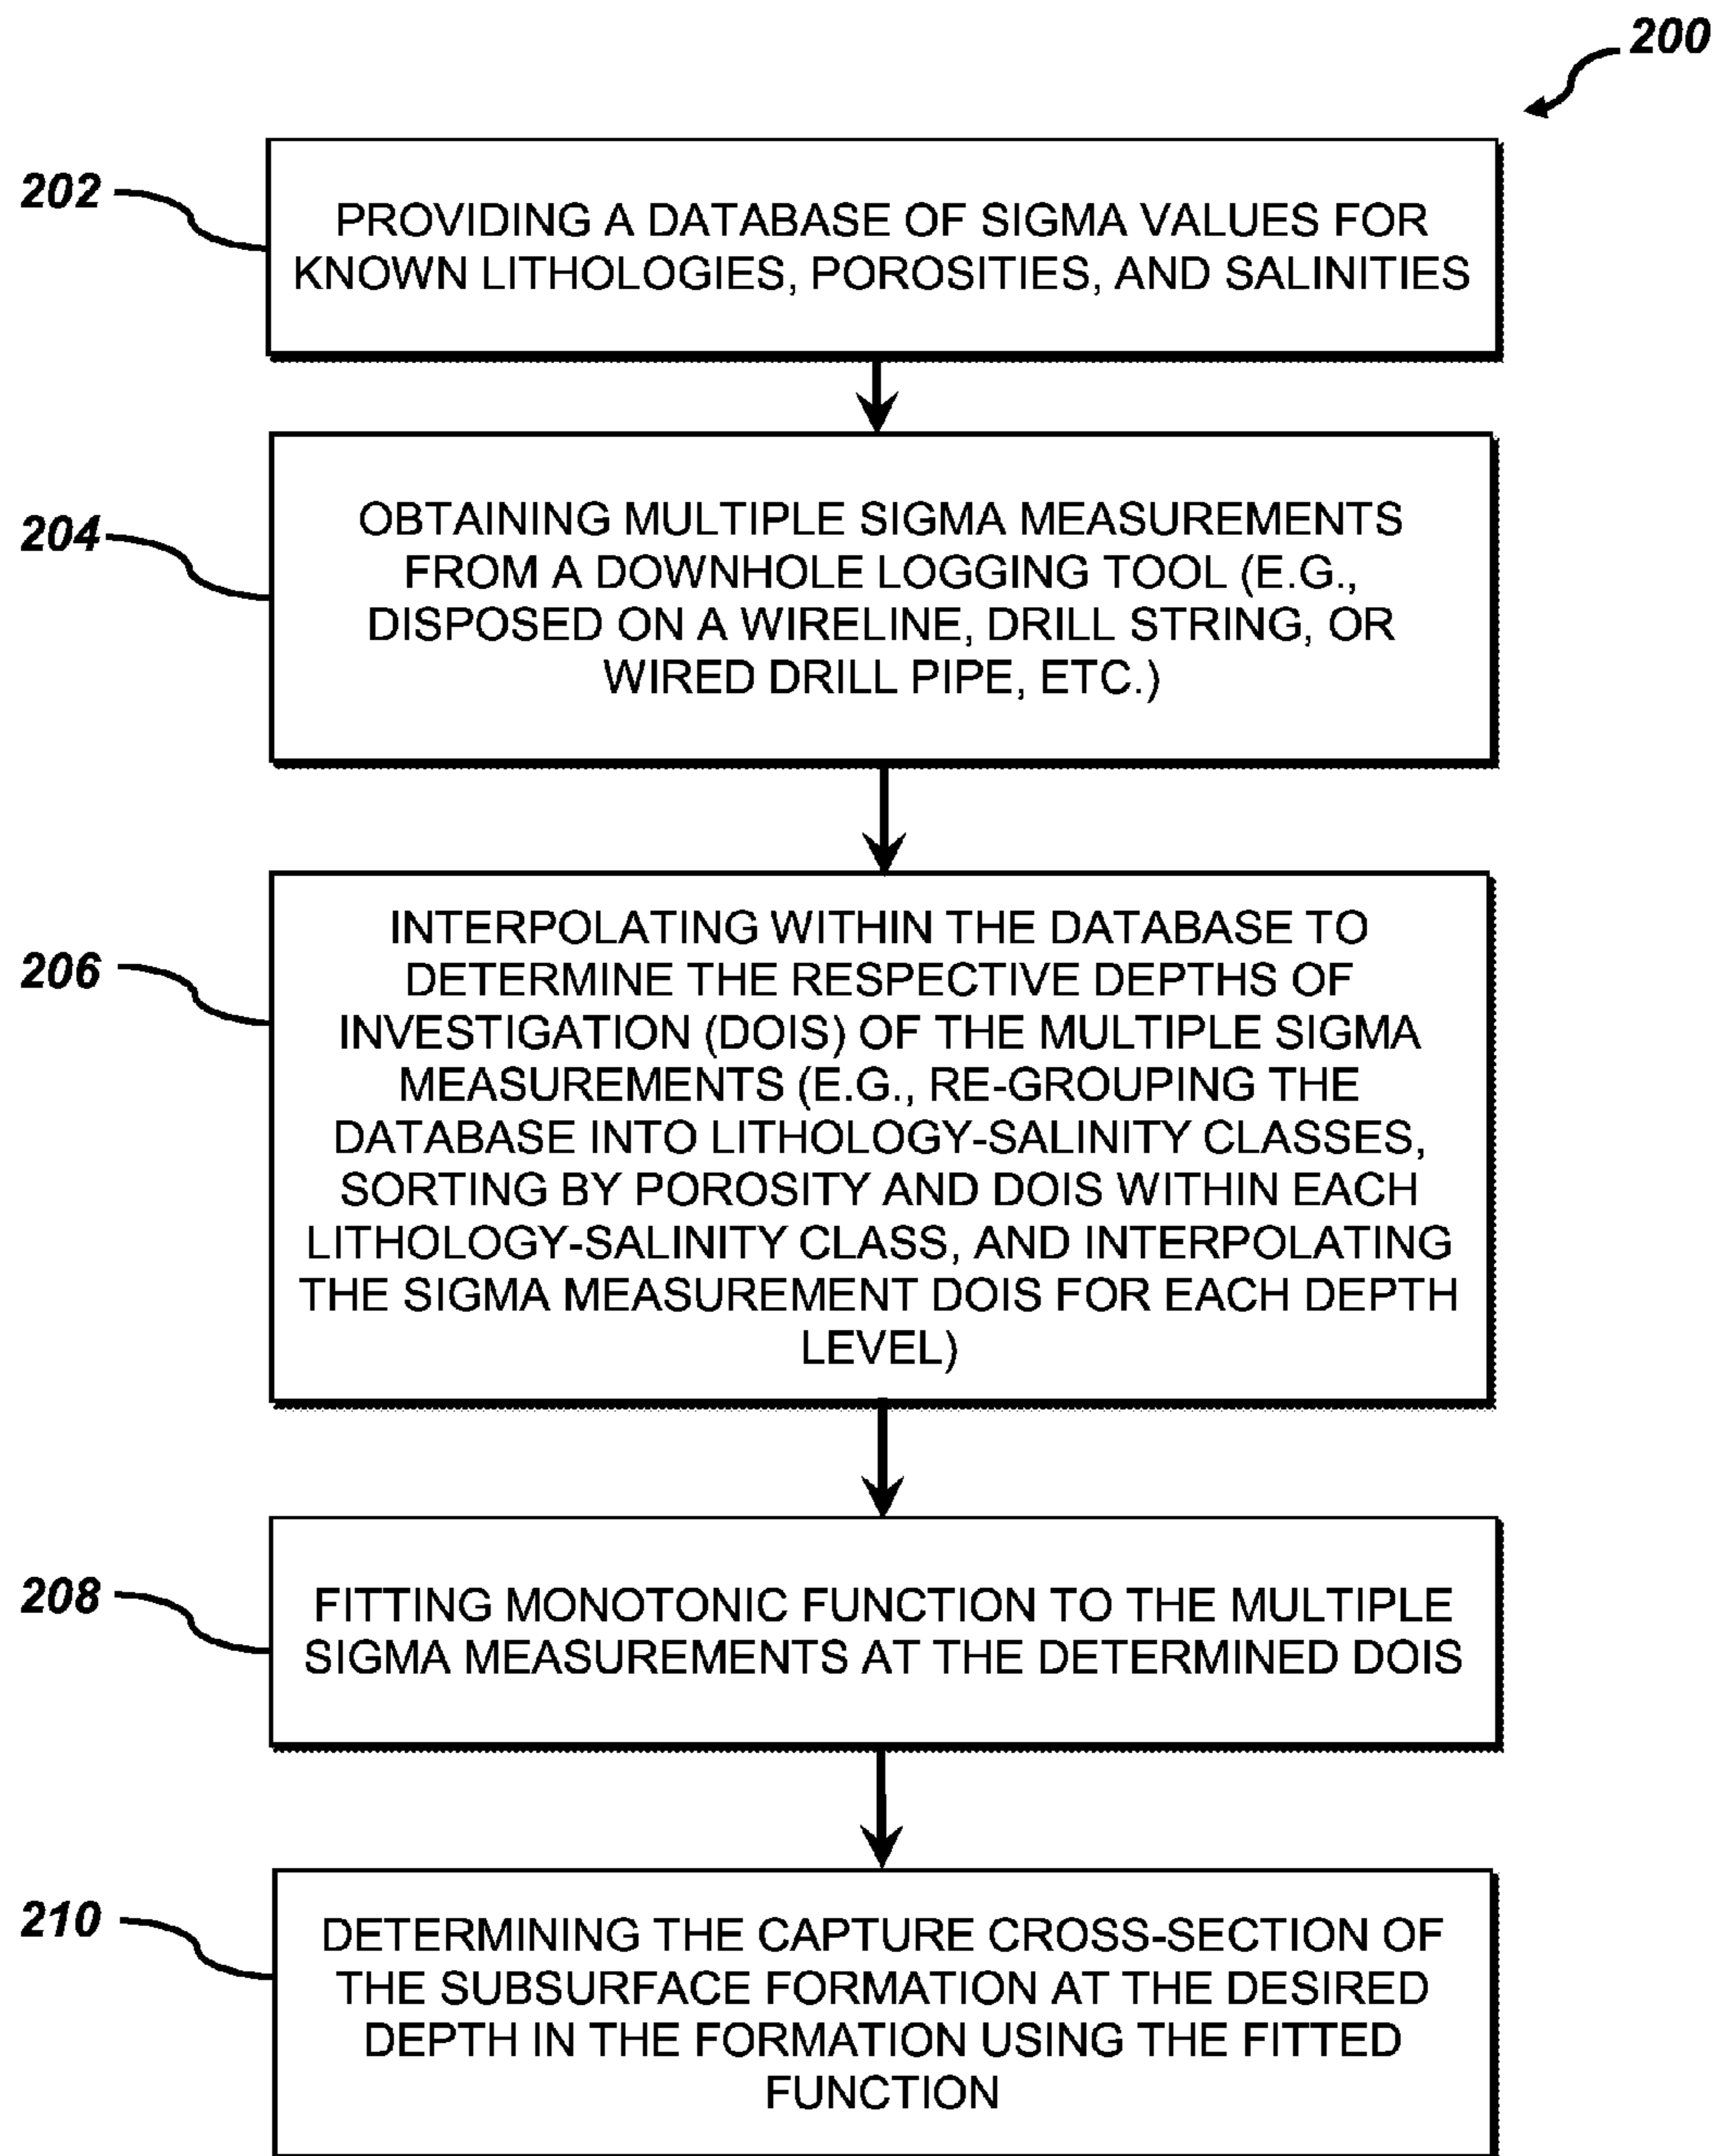 200
202
PROVIDING A DATABASE OF SIGMA VALUES FOR
KNOWN LITHOLOGIES, POROSITIES, AND SALINITIES
204
OBTAINING MULTIPLE SIGMA MEASUREMENTS
FROM A DOWNHOLE LOGGING TOOL (E.G.,
DISPOSED ON A WIRELINE, DRILL STRING, OR
WIRED DRILL PIPE, ETC.)
206
INTERPOLATING WITHIN THE DATABASE TO
DETERMINE THE RESPECTIVE DEPTHS OF
INVESTIGATION (DOIS) OF THE MULTIPLE SIGMA
MEASUREMENTS (E.G., RE-GROUPING THE
DATABASE INTO LITHOLOGY-SALINITY CLASSES,
SORTING BY POROSITY AND DOIS WITHIN EACH
LITHOLOGY-SALINITY CLASS, AND INTERPOLATING
THE SIGMA MEASUREMENT DOIS FOR EACH DEPTH
LEVEL)
208
FITTING MONOTONIC FUNCTION TO THE MULTIPLE
SIGMA MEASUREMENTS AT THE DETERMINED DOIS
210
DETERMINING THE CAPTURE CROSS-SECTION OF
THE SUBSURFACE FORMATION AT THE DESIRED
DEPTH IN THE FORMATION USING THE FITTED
FUNCTION